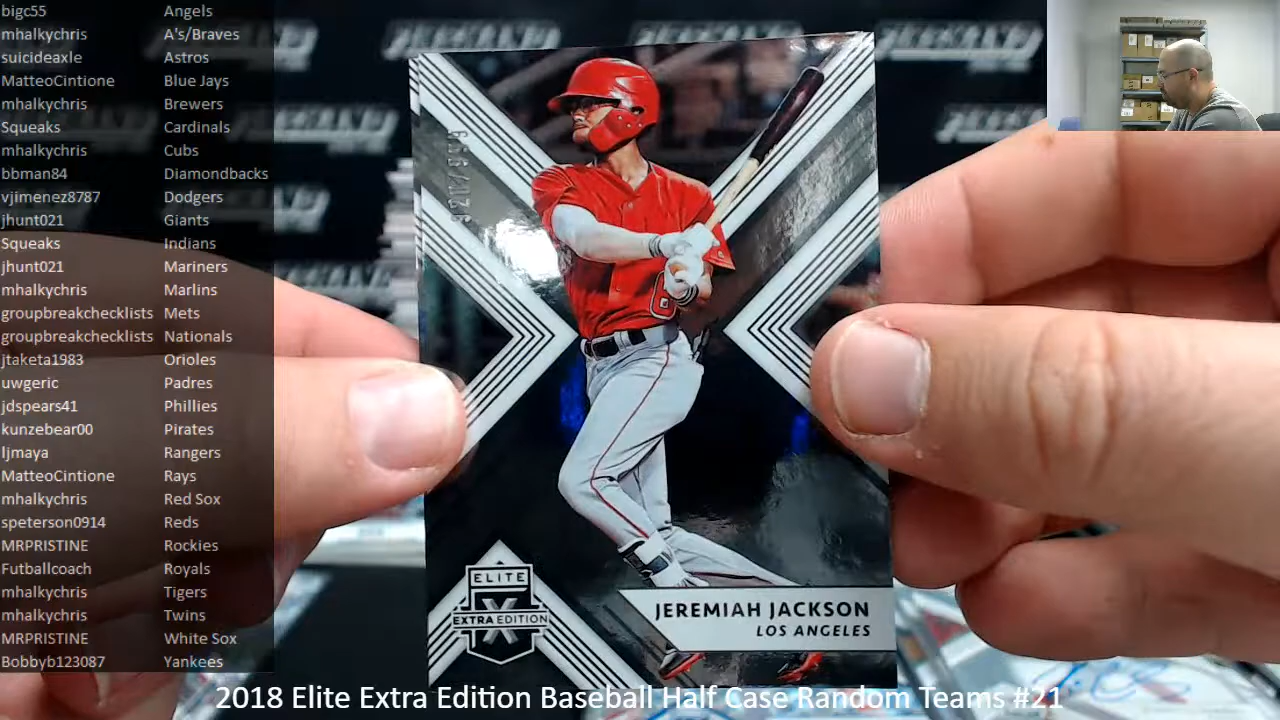 bigc55 Angels
mhalkychris A's/Braves
suicideaxle Astros
MatteoCintione Blue Jays
mhalkychris Brewers
Squeaks Cardinals
mhalkychris Cubs
bbman84 Diamondbacks
vjimenez8787 Dodgers
jhunt021 Giants
Squeaks Indians
jhunt021 Mariners
mhalkychris Marlins
groupbreakchecklists Mets
groupbreakchecklists Nationals
jtaketa1983 Orioles
uwgeric Padres
jdspears41 Phillies
kunzebear00 Pirates
ljmaya Rangers
MatteoCintione Rays
mhalkychris Red Sox
speterson0914 Reds
MRPRISTINE Rockies
Futballcoach Royals
mhalkychris Tigers
mhalkychris Twins
MRPRISTINE White Sox
Bobbyb123087 Yankees
ELITE
X
EXTRA EDITION
JEREMIAH JACKSON
LOS ANGELES
2018 Elite Extra Edition Baseball Half Case Random Teams #21